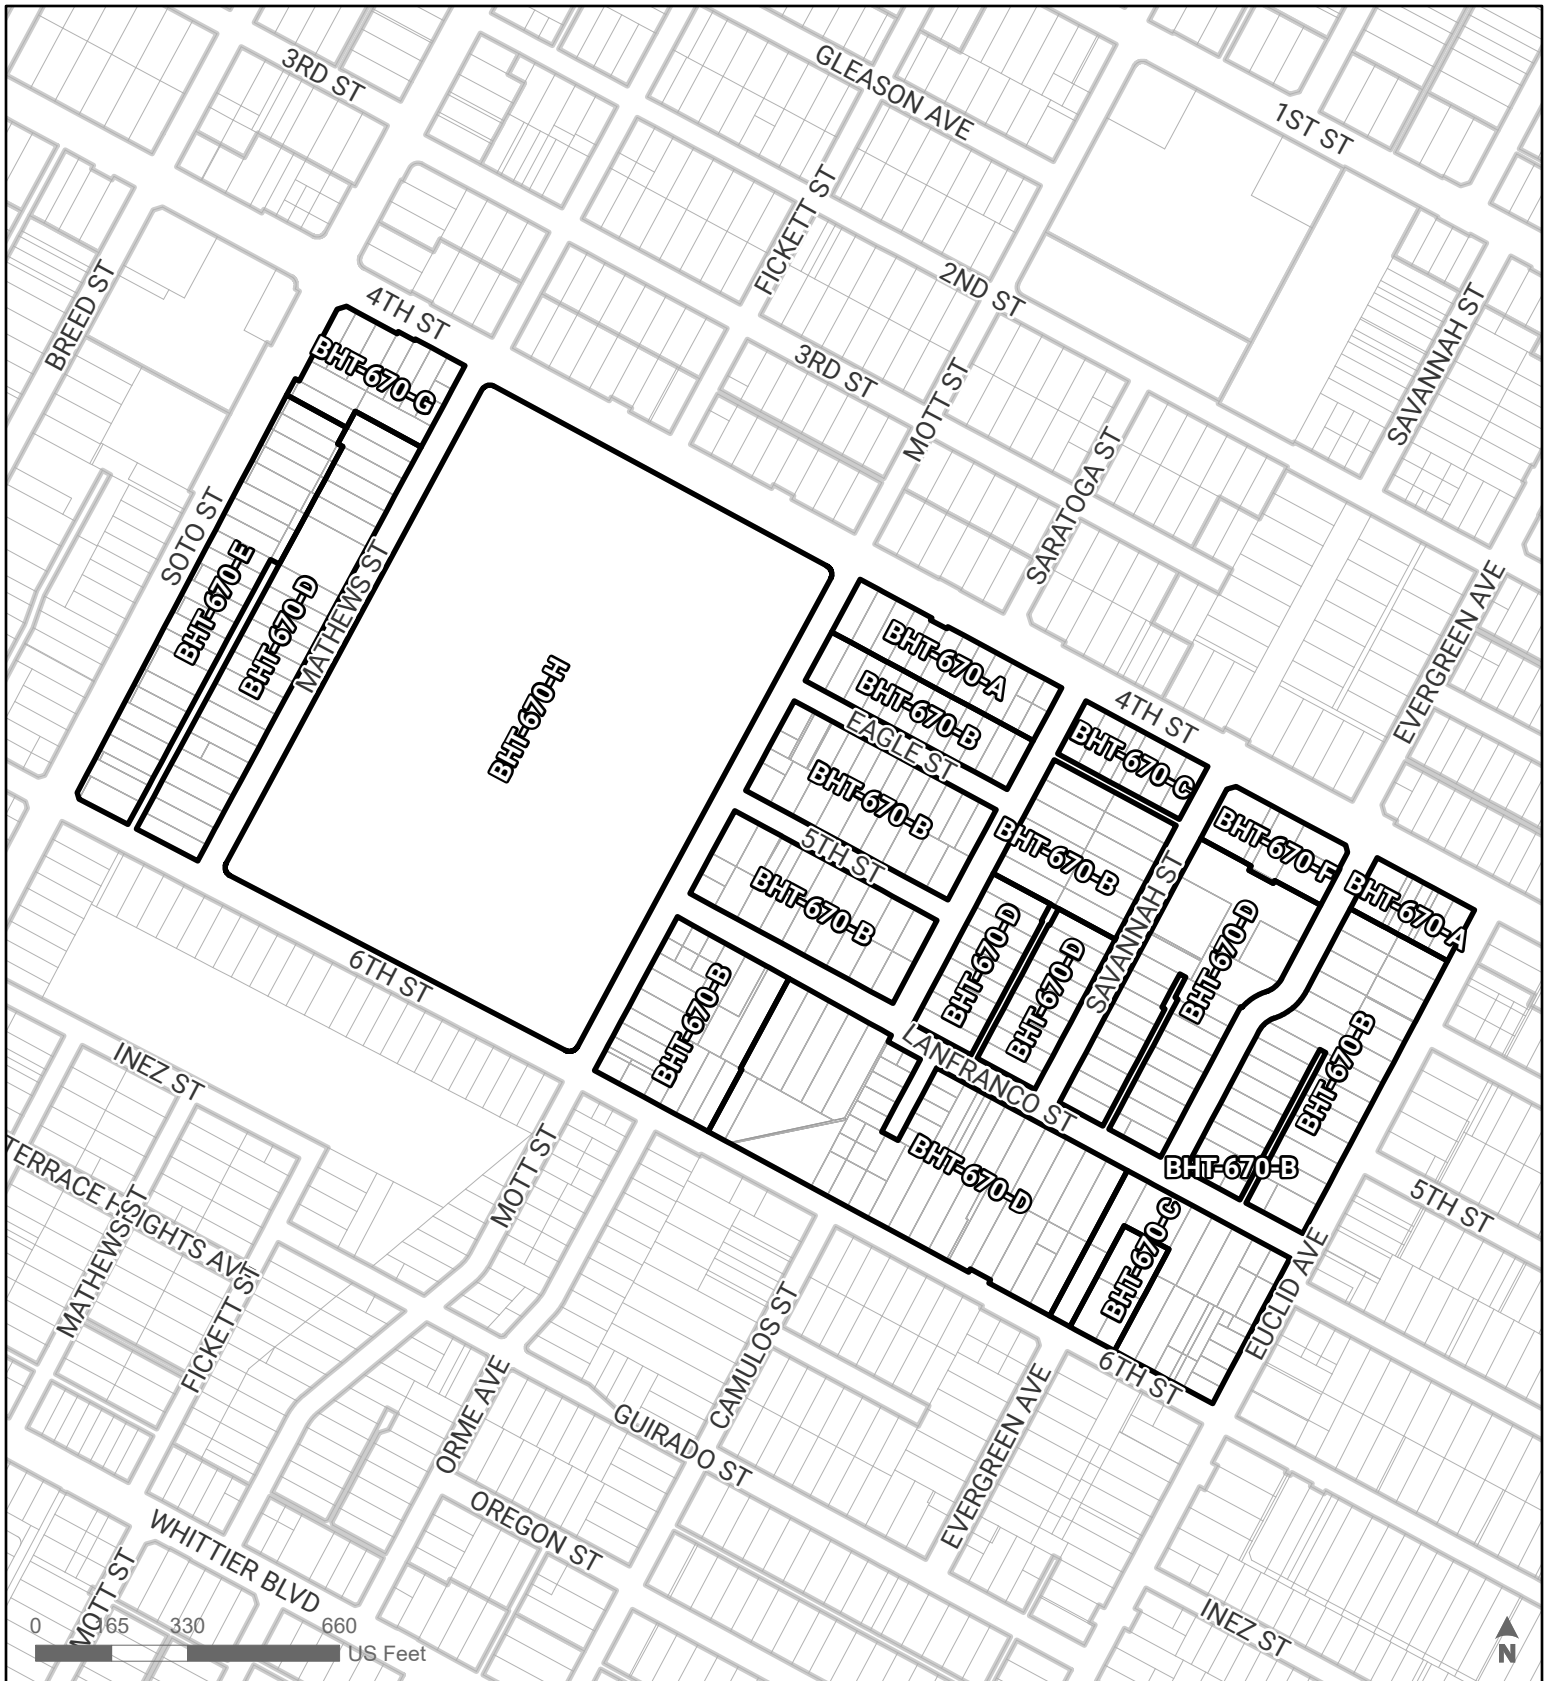 3RD ST
GLEASON AVE
1ST ST
FICKETT ST
BREED ST
4TH ST
2ND ST
SAVANNAH ST
BHT-670-G
3RD ST
MOTT ST
SARATOGA ST
SOTO ST
BHT-670-E
BHT-670-D
MATHEWS ST
EVERGREEN AVE
BHT-670-H
BHT-670-A
BHT-670-B
EAGLE ST
BHT-670-B
4TH ST
BHT-670-C
5TH ST
BHT-670-B
BHT-670-B
BHT-670-F
BHT-670-A
SAVANNAH ST
BHT-670-D
BHT-670-D
BHT-670-D
6TH ST
BHT-670-B
LANFRANCO ST
BHT-670-B
INEZ ST
MOTT ST
BHT-670-D
BHT-670-B
TERRACE HEIGHTS AVE
MATHEWS ST
5TH ST
BHT-670-C
FICKETT ST
EUCLID AVE
CAMULOS ST
6TH ST
ORME AVE
GUIRADO ST
EVERGREEN AVE
OREGON ST
WHITTIER BLVD
MOTT ST
INEZ ST
0 165 330 660
US Feet
N